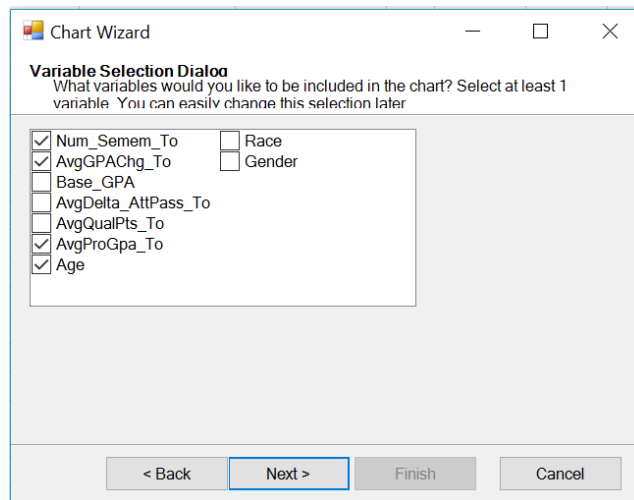 Chart Wizard
Variable Selection Dialog
What variables would you like to be included in the chart? Select at least 1
variable. You can easily change this selection later
Num_Semem_To
Race
AvgGPAChg_To
Gender
Base_GPA
AvgDelta_AttPass_To
AvgQualPts_To
AvgProGpa_To
Age
< Back
Next >
Finish
Cancel